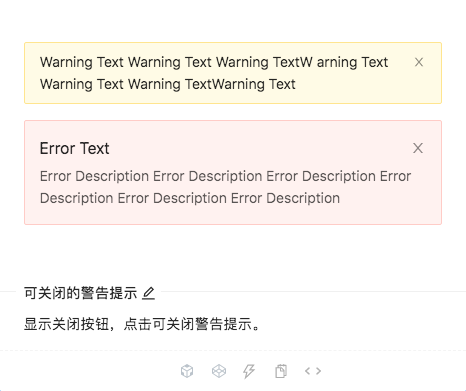 Warning Text Warning Text Warning TextW arning Text
Warning Text Warning TextWarning Text
Error Text
Error Description Error Description Error Description Error
Description Error Description Error Description
可关闭的警告提示
显示关闭按钮，点击可关闭警告提示。